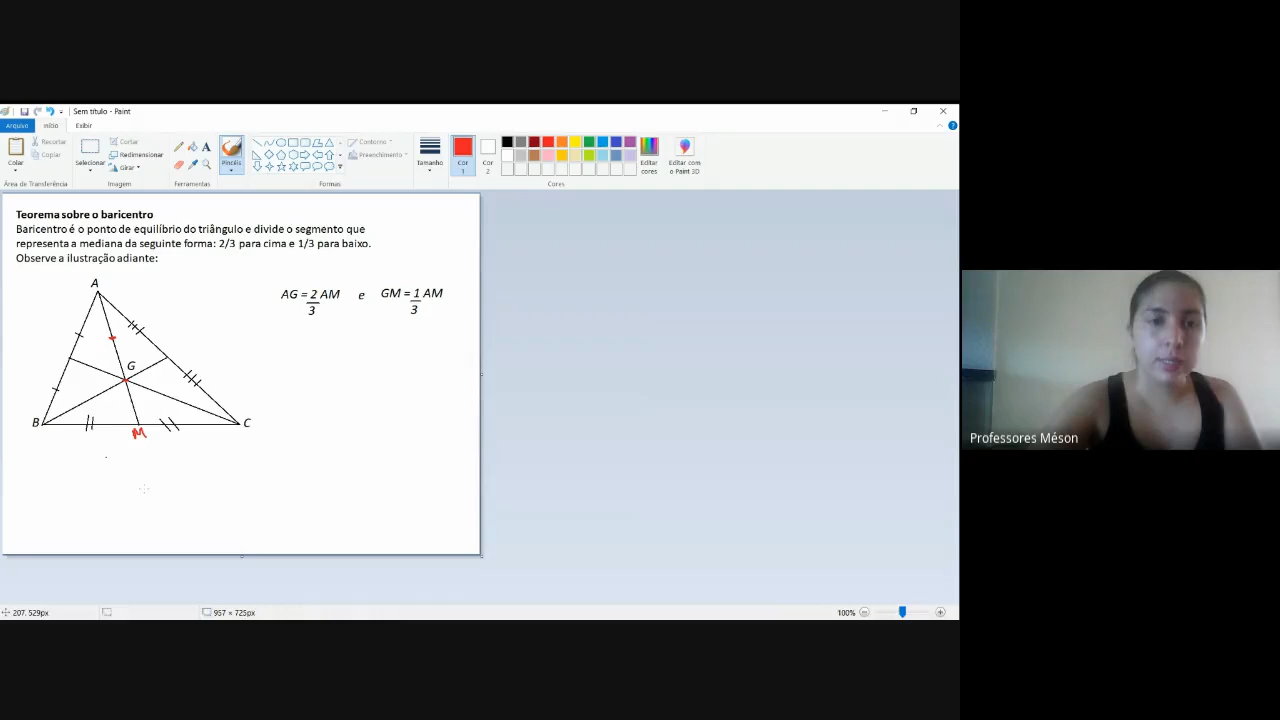 Sem título - Paint
Arquivo
Início
Exibir
Colar
Recortar
Copiar
Área de Transferência
Selecionar
Cortar
Redimensionar
Girar
Imagem
Ferramentas
Pincéis
Contorno
Preenchimento
Formas
Tamanho
Cor
1
Cor
2
Editar
cores
Editar com
o Paint 3D
Cores
Teorema sobre o baricentro
Baricentro é o ponto de equilíbrio do triângulo e divide o segmento que
representa a mediana da seguinte forma: 2/3 para cima e 1/3 para baixo.
Observe a ilustração adiante:
A
AG = 2 AM e GM = 1 AM
3 3
G
B
C
M
Professores Méson
207, 529px
957 × 725px
100%